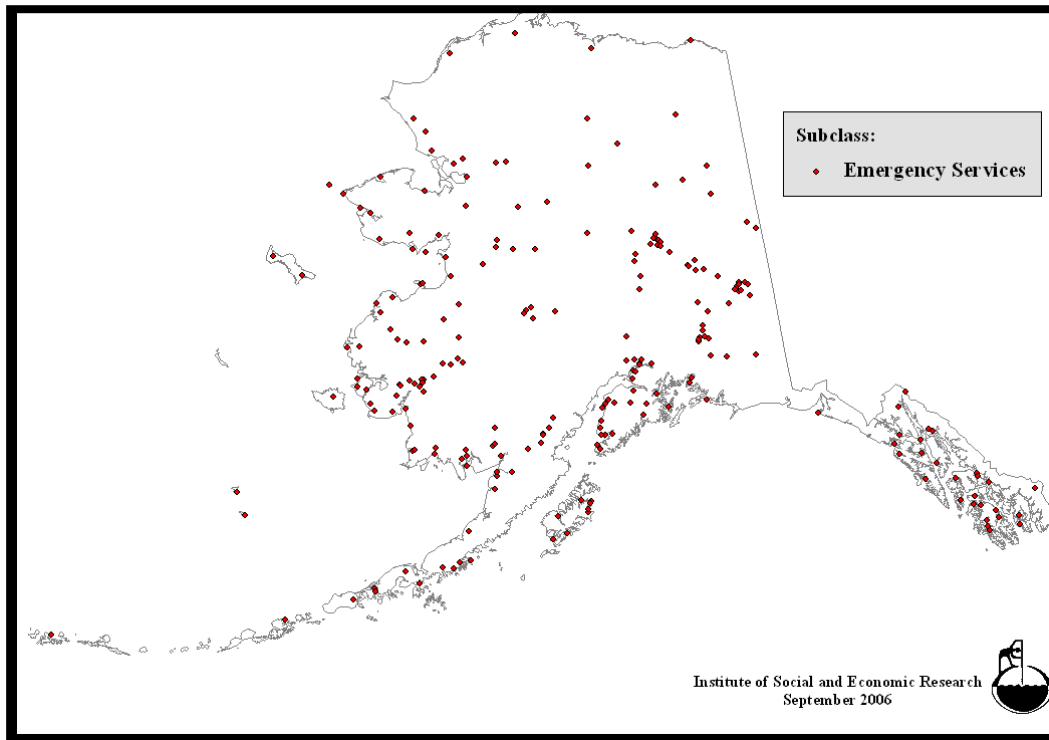 Subclass:
Emergency Services
Institute of Social and Economic Research
September 2006